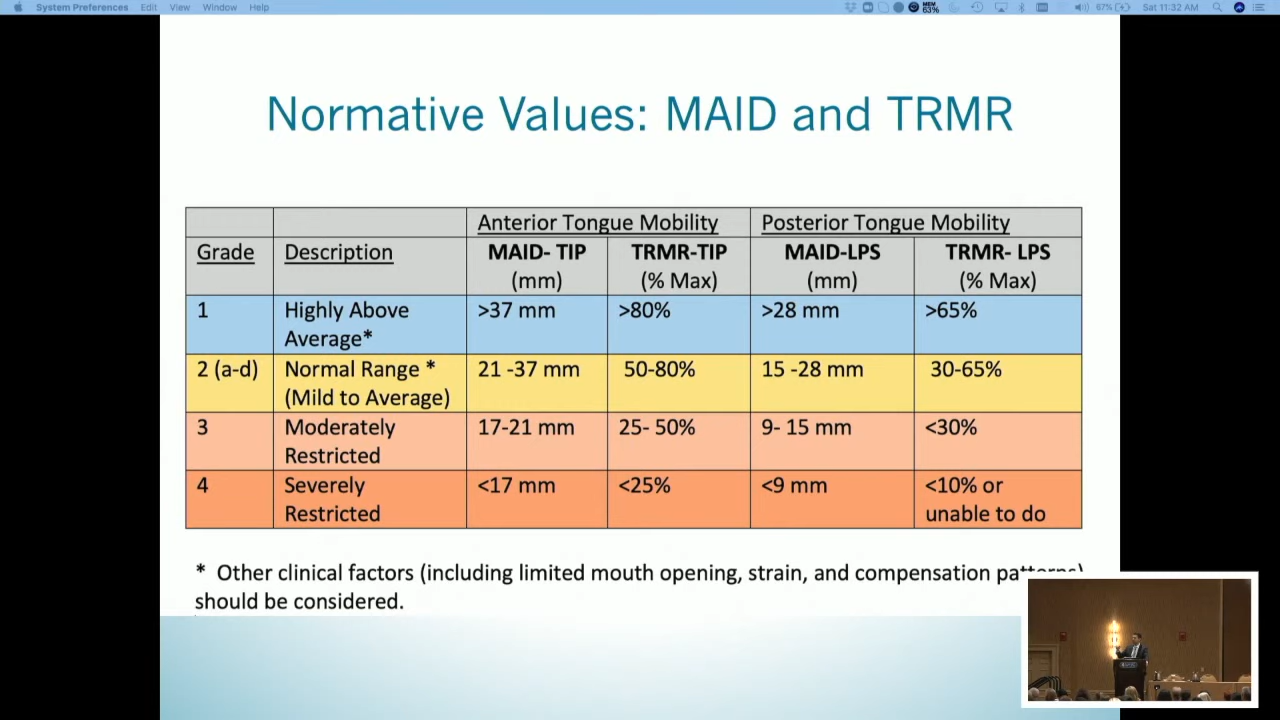 System Preferences Edit View Window Help MEM 63% 67% Sat 11:32 AM
Normative Values: MAID and TRMR
Anterior Tongue Mobility Posterior Tongue Mobility
Grade Description MAID- TIP (mm) TRMR-TIP (% Max) MAID-LPS (mm) TRMR- LPS (% Max)
1 Highly Above Average* >37 mm >80% >28 mm >65%
2 (a-d) Normal Range * (Mild to Average) 21 -37 mm 50-80% 15 -28 mm 30-65%
3 Moderately Restricted 17-21 mm 25- 50% 9- 15 mm <30%
4 Severely Restricted <17 mm <25% <9 mm <10% or unable to do
* Other clinical factors (including limited mouth opening, strain, and compensation patterns)
should be considered.